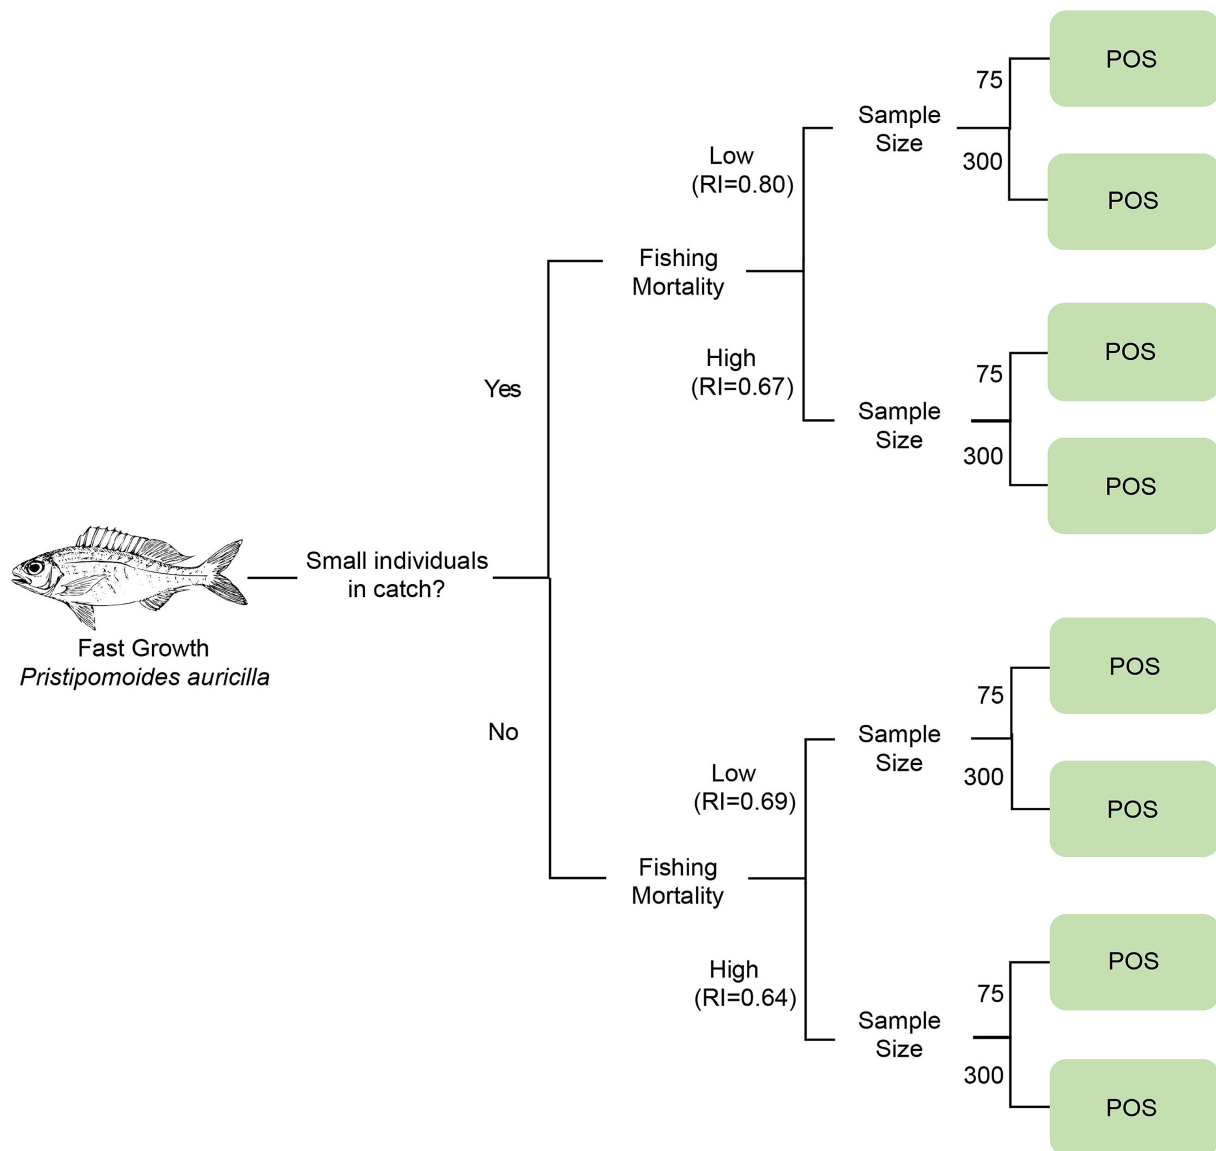 Fast Growth
Pristipomoides auricilla
Small individuals
in catch?
Yes
Fishing
Mortality
Low
(RI=0.80)
Sample
Size
75
POS
300
POS
High
(RI=0.67)
Sample
Size
75
POS
300
POS
No
Fishing
Mortality
Low
(RI=0.69)
Sample
Size
75
POS
300
POS
High
(RI=0.64)
Sample
Size
75
POS
300
POS